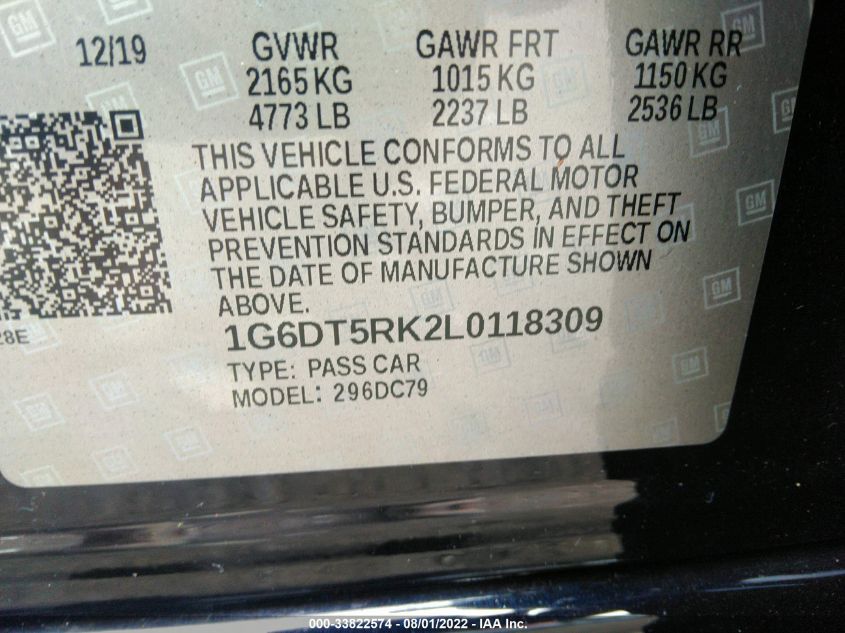 12/19 GVWR GAWR FRT GAWR RR
2165 KG 1015 KG 1150 KG
4773 LB 2237 LB 2536 LB
THIS VEHICLE CONFORMS TO ALL
APPLICABLE U.S. FEDERAL MOTOR
VEHICLE SAFETY, BUMPER, AND THEFT
PREVENTION STANDARDS IN EFFECT ON
THE DATE OF MANUFACTURE SHOWN
ABOVE.
28E
1G6DT5RK2L0118309
TYPE: PASS CAR
MODEL: 296DC79
GM
000-33822574 - 08/01/2022 - IAA Inc.